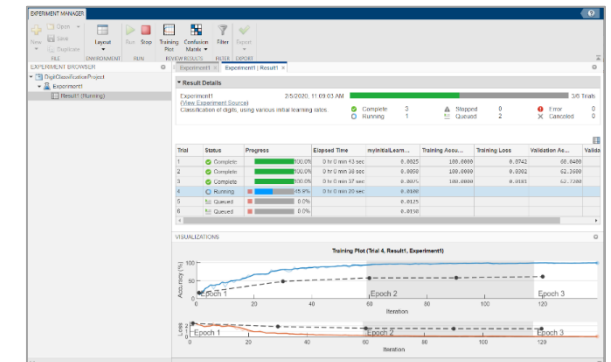 EXPERIMENT MANAGER
New
Open
Save
Duplicate
Layout
Run
Stop
Training Plot
Confusion Matrix
Filter
Export
FILE
ENVIRONMENT
RUN
REVIEW RESULTS
FILTER
EXPORT
EXPERIMENT BROWSER
DigitClassificationProject
Experiment1
Result1 (Running)
Experiment1
Experiment1 | Result1
Result Details
Experiment1
2/5/2020, 11:09:03 AM
3/6 Trials
(View Experiment Source)
Classification of digits, using various initial learning rates.
Complete 3
Stopped 0
Error 0
Running 1
Queued 2
Canceled 0
Trial Status Progress Elapsed Time myInitialLearn... Training Accu... Training Loss Validation Ac... Valida
1 Complete 100.0% 0 hr 0 min 43 sec 0.0025 100.0000 0.0742
2 Complete 100.0% 0 hr 0 min 38 sec 0.0050 100.0000 0.0302
3 Complete 100.0% 0 hr 0 min 37 sec 0.0075 100.0000
4 Running 45.9% 0 hr 0 min 20 sec 0.0100
5 Queued 0.0% 0.0125
6 Queued 0.0% 0.0150
VISUALIZATIONS
Training Plot (Trial 4, Result1, Experiment1)
Accuracy (%)
100
50
0
Epoch 1
Epoch 2
Epoch 3
0 20 40 60 80 100 120
Iteration
Loss
2
0
Epoch 1
Epoch 2
Epoch 3
0 20 40 60 80 100 120
Iteration